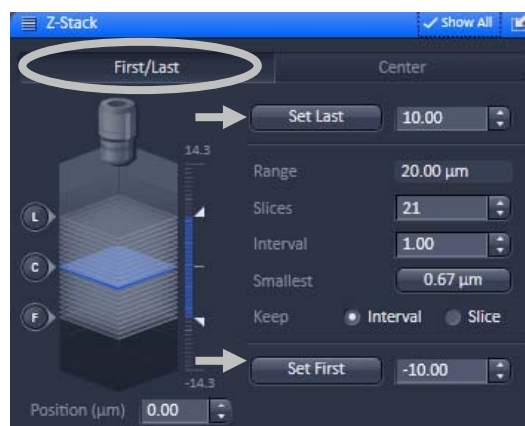 Z-Stack Show All
First/Last Center
Set Last 10.00
14.3
Range 20.00 µm
Slices 21
L
Interval 1.00
C
Smallest 0.67 µm
F
Keep Interval Slice
Set First -10.00
-14.3
Position (µm) 0.00